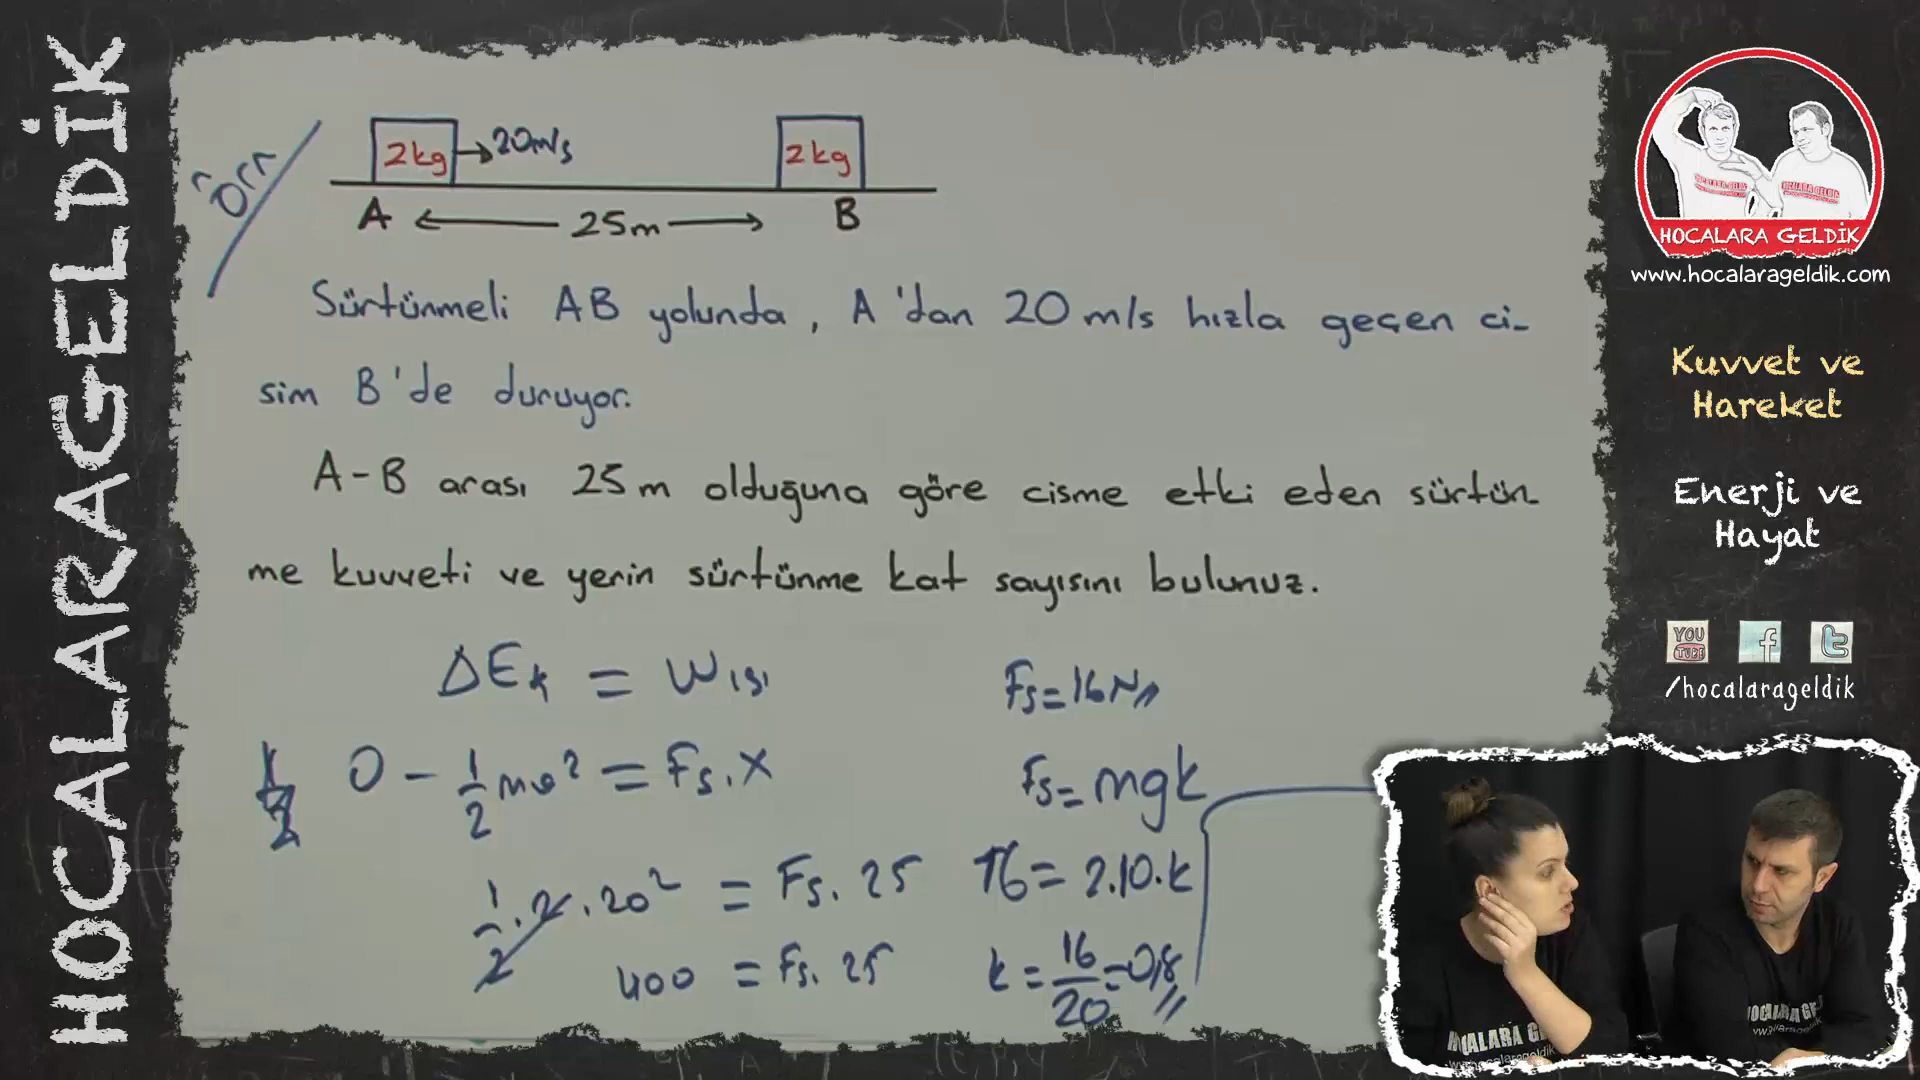 HOCALARAGELDİK
Örn
2kg
20m/s
2kg
A
25m
B
Sürtünmeli AB yolunda, A'dan 20 m/s hızla geçen ci-
sim B'de duruyor.
A-B arası 25m olduğuna göre cisme etki eden sürtün-
me kuvveti ve yerin sürtünme kat sayısını bulunuz.
ΔEk = Wısı
0 - 1/2 mv² = Fs.x
1/2 . 2 . 20² = Fs. 25
400 = Fs. 25
Fs=16N
Fs=mgk
16=2.10.k
k=16/20=0,8
HOCALARA GELDİK
www.hocalarageldik.com
Kuvvet ve
Hareket
Enerji ve
Hayat
YOU
TUBE
f
t
/hocalarageldik